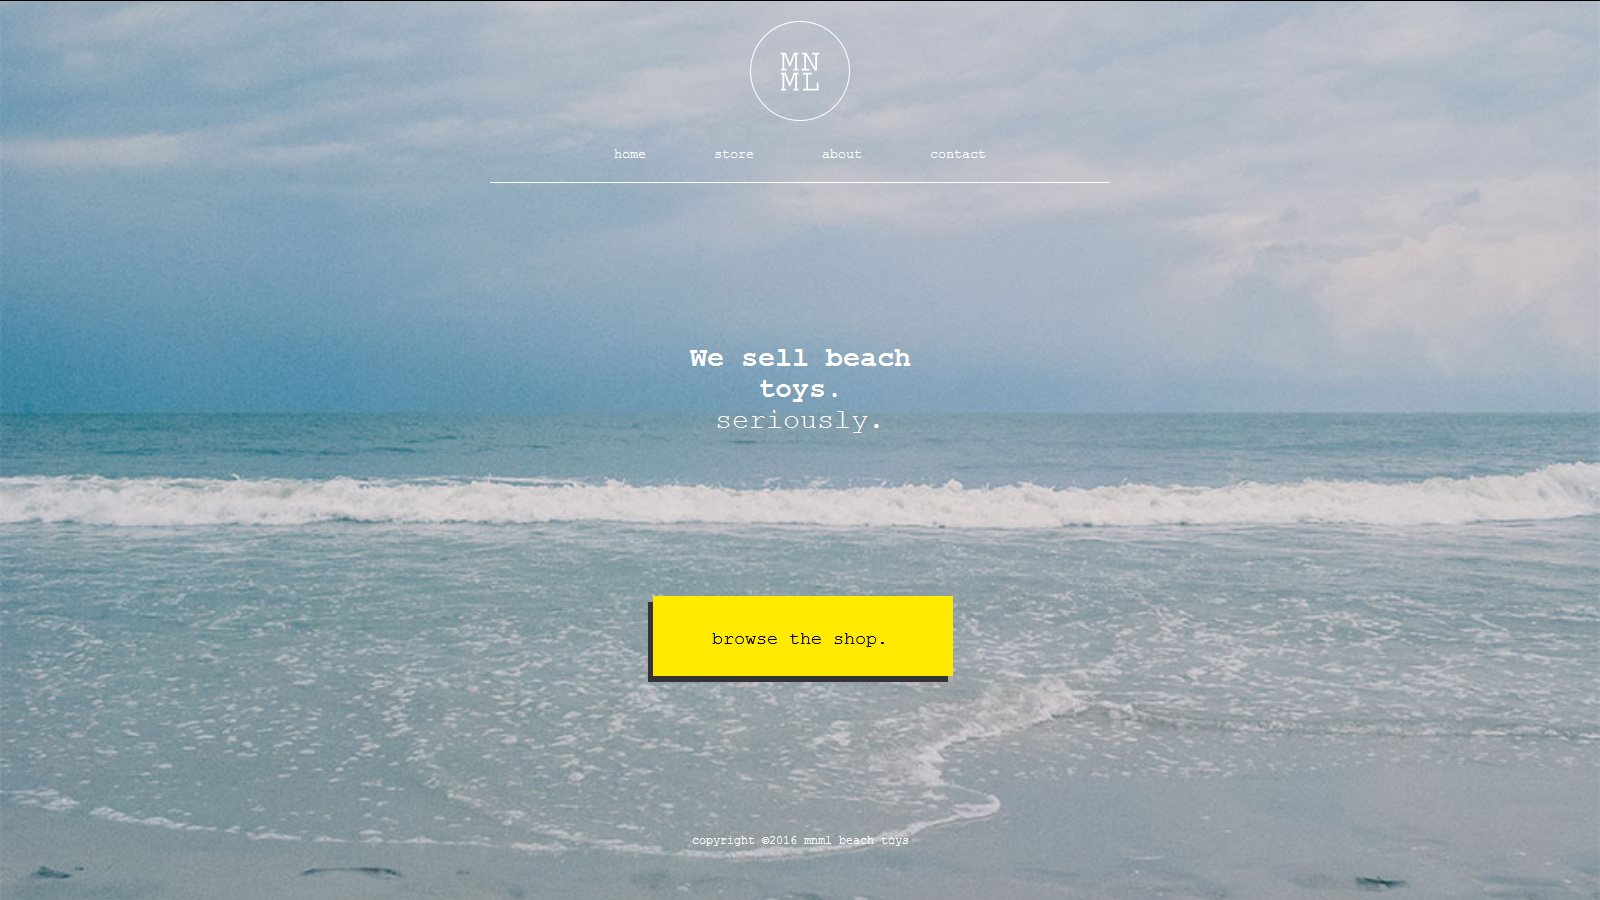 MN
ML
home store about contact
We sell beach
toys.
seriously.
browse the shop.
copyright ©2016 mnml beach toys